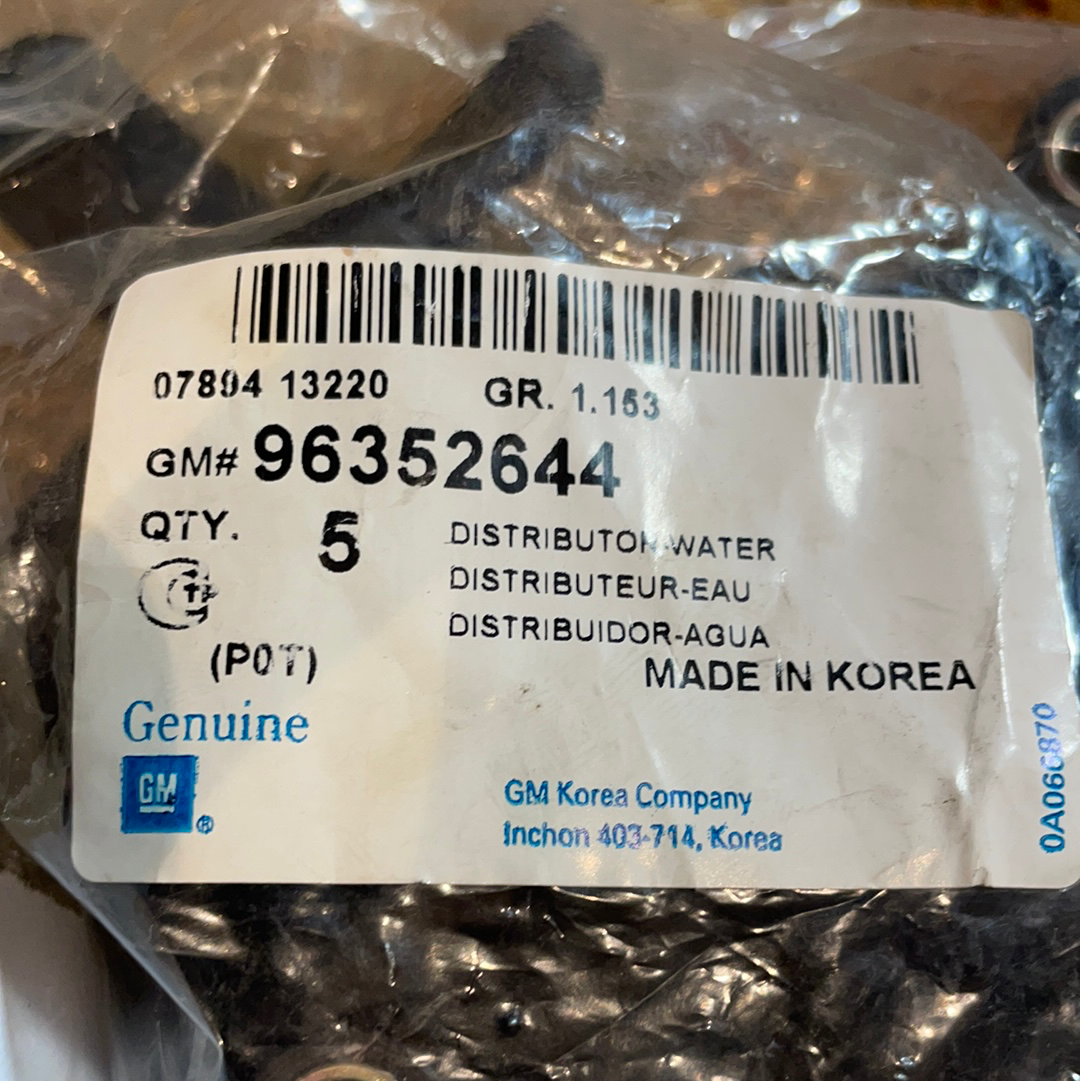 07894 13220 GR. 1.153
GM# 96352644
QTY. 5
DISTRIBUTOR-WATER
DISTRIBUTEUR-EAU
DISTRIBUIDOR-AGUA
(P0T)
MADE IN KOREA
Genuine
GM ®
GM Korea Company
Inchon 403-714, Korea
0A066870